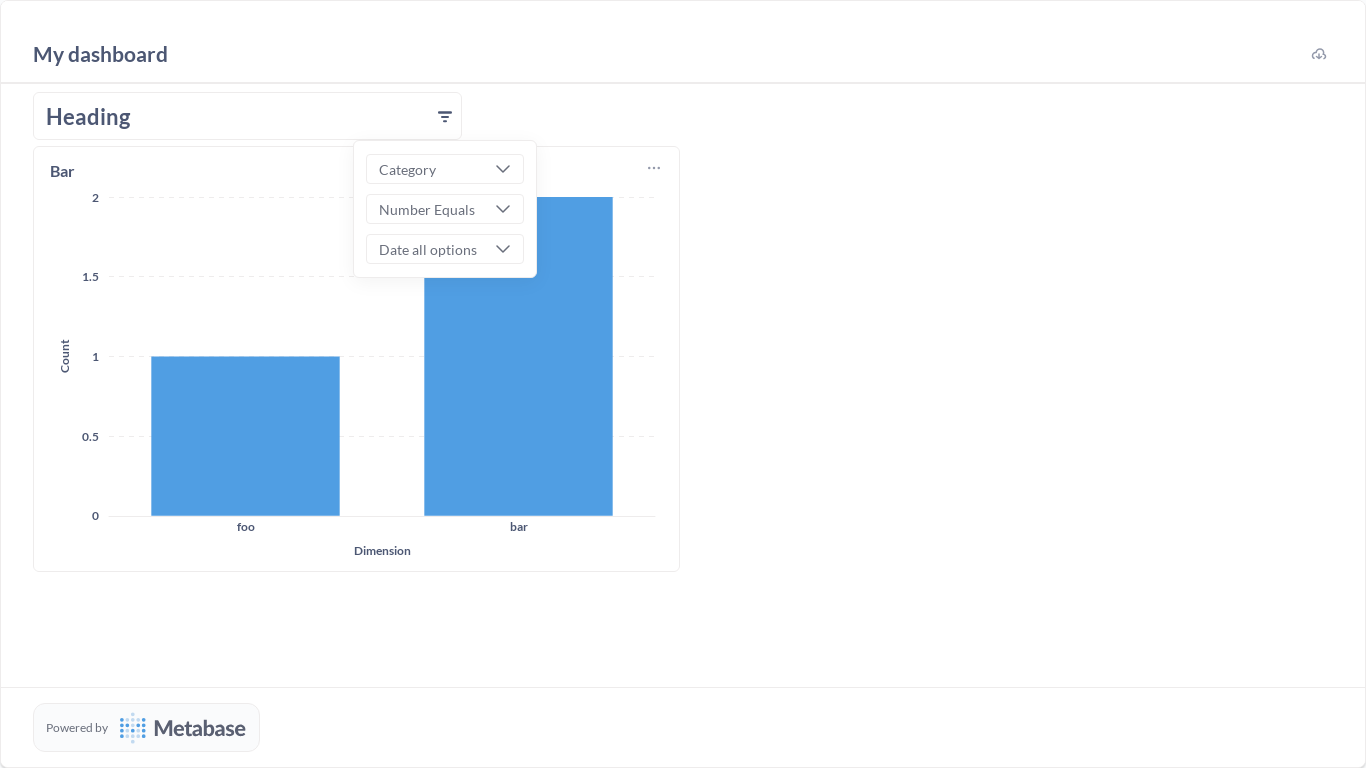 My dashboard
Heading
Bar
Category
Number Equals
Date all options
2
1.5
1
0.5
0
Count
foo bar
Dimension
Powered by Metabase